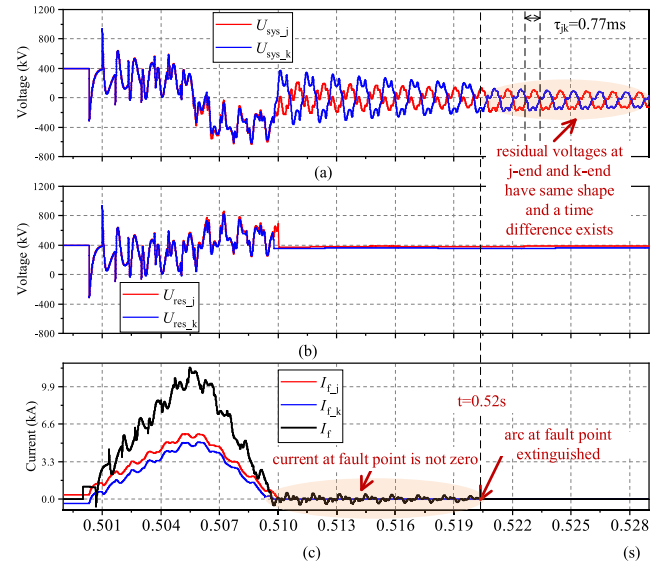 1200
800
400
0
-400
800
Voltage (kV)
U_sys_j
U_sys_k
τ_jk=0.77ms
(a)
residual voltages at
j-end and k-end
have same shape
and a time
difference exists
1200
800
400
0
-400
800
Voltage (kV)
U_res_j
U_res_k
(b)
9.9
6.6
3.3
0.0
Current (kA)
I_f_j
I_f_k
I_f
t=0.52s
current at fault point is not zero
arc at fault point
extinguished
0.501
0.504
0.507
0.510
0.513
0.516
0.519
0.522
0.525
0.528
(c)
(s)